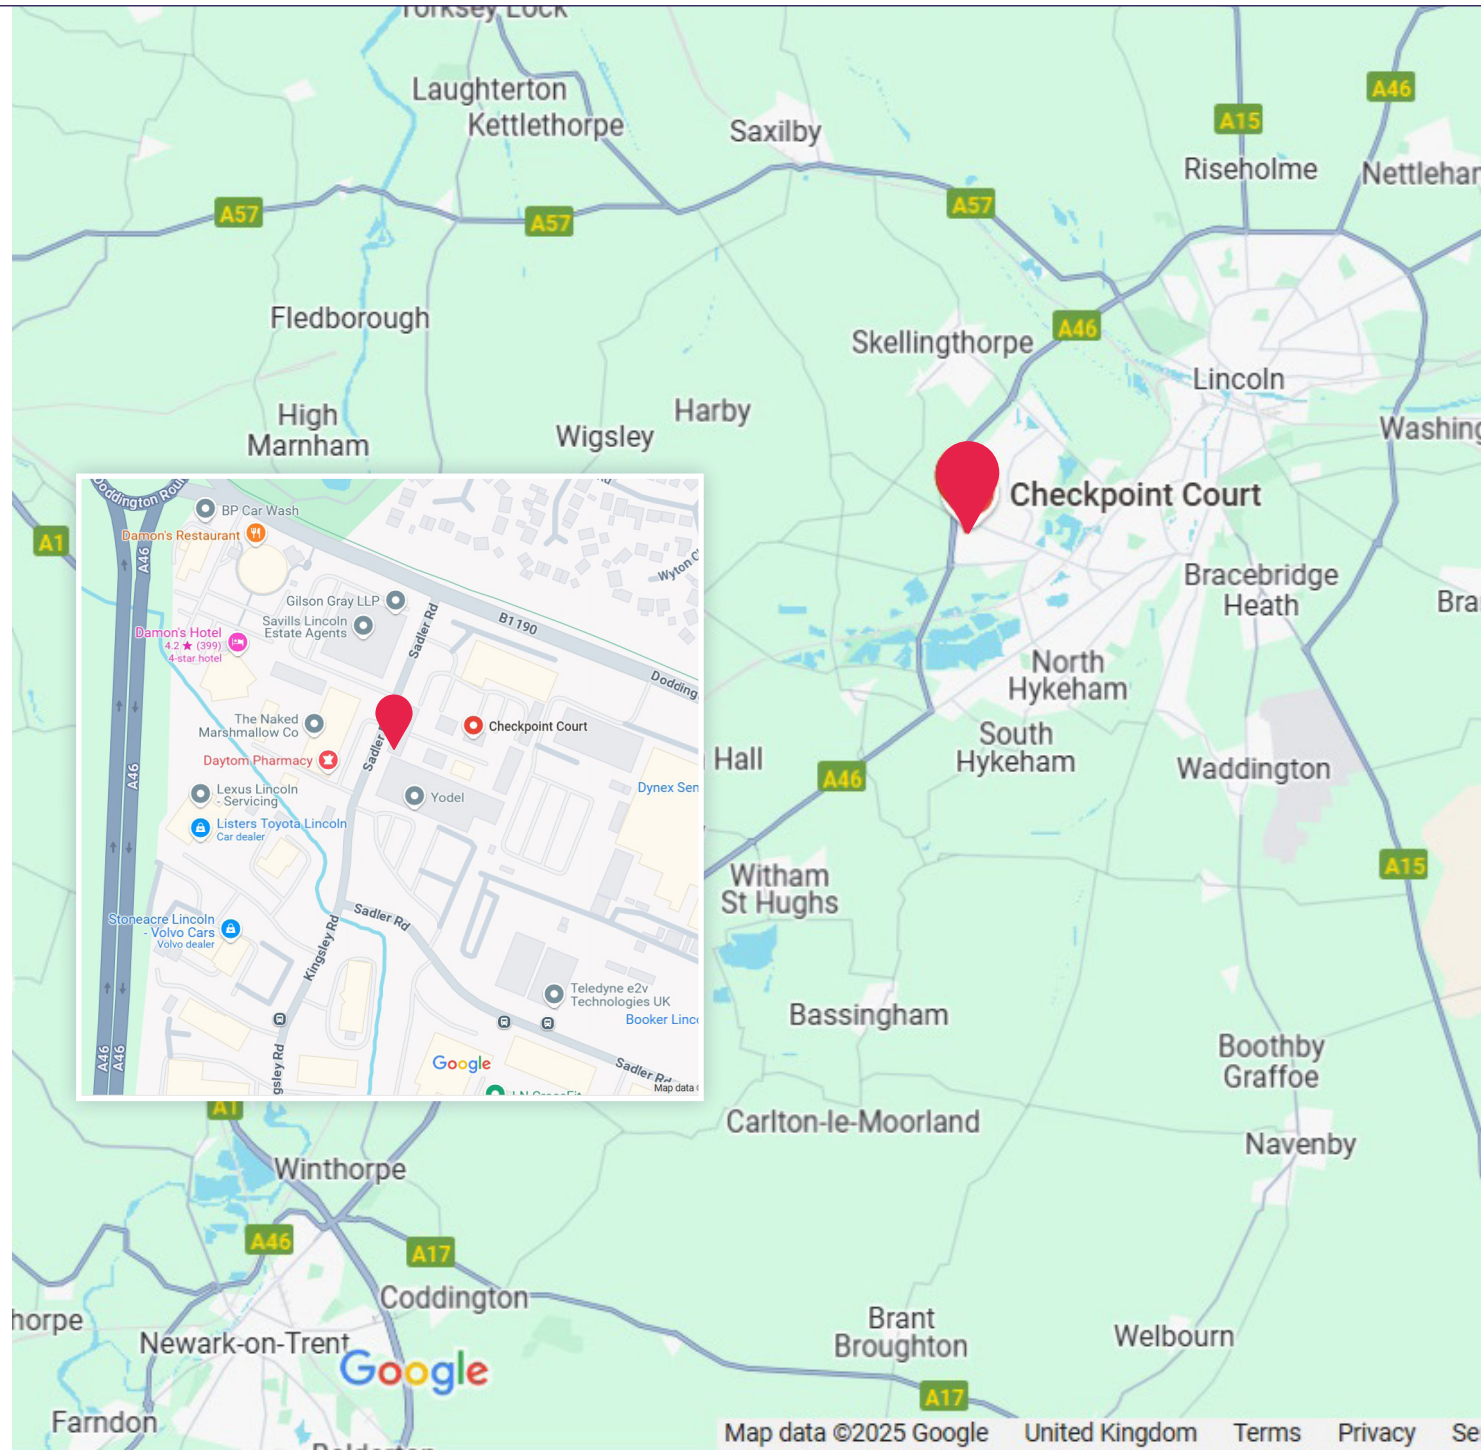 Torksey Lock
Laughterton
Kettlethorpe
Saxilby
A46
A15
Riseholme
A57
A57
A57
Fledborough
Skellingthorpe
A46
Lincoln
High
Marnham
Harby
Wigsley
A1
Checkpoint Court
Bracebridge
Heath
North
Hykeham
South
Hykeham
Hall
A46
Waddington
Witham
St Hughs
A15
Bassingham
Boothby
Graffoe
Carlton-le-Moorland
Navenby
A1
Winthorpe
A46
A17
Coddington
Newark-on-Trent
Google
Brant
Broughton
Welbourn
A17
Farndon
Map data ©2025 Google
United Kingdom
Terms
Privacy
BP Car Wash
Damon's Restaurant
A46
Gilson Gray LLP
Savills Lincoln
Estate Agents
Sadler Rd
B1190
Damon's Hotel
4.2 ★ (399)
4-star hotel
The Naked
Marshmallow Co
Checkpoint Court
Daytom Pharmacy
Sadler
A46
Lexus Lincoln
- Servicing
Yodel
Listers Toyota Lincoln
Car dealer
Stoneacre Lincoln
- Volvo Cars
Volvo dealer
Sadler Rd
Kingsley Rd
Teledyne e2v
Technologies UK
A46
A46
Google
Sadler Rd
Map data